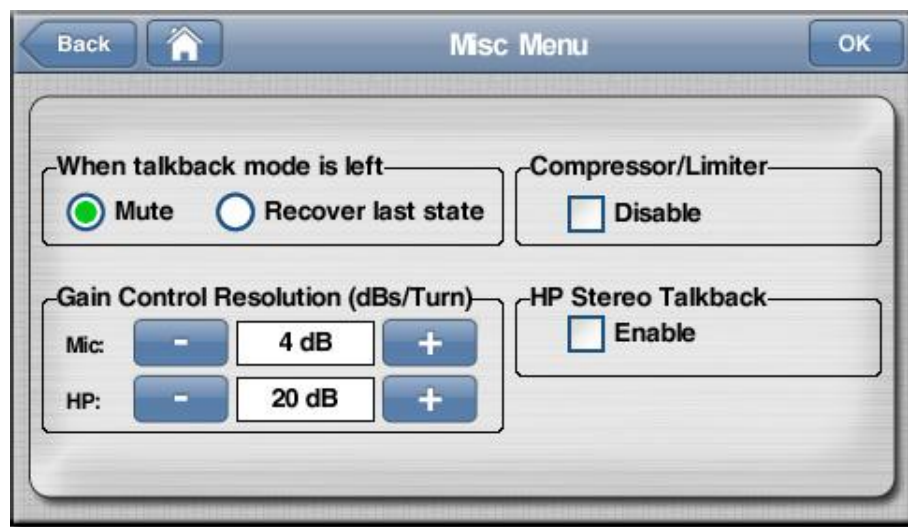 Back
Misc Menu
OK
When talkback mode is left
Mute
Recover last state
Compressor/Limiter
Disable
Gain Control Resolution (dBs/Turn)
Mic:
-
4 dB
+
HP:
-
20 dB
+
HP Stereo Talkback
Enable